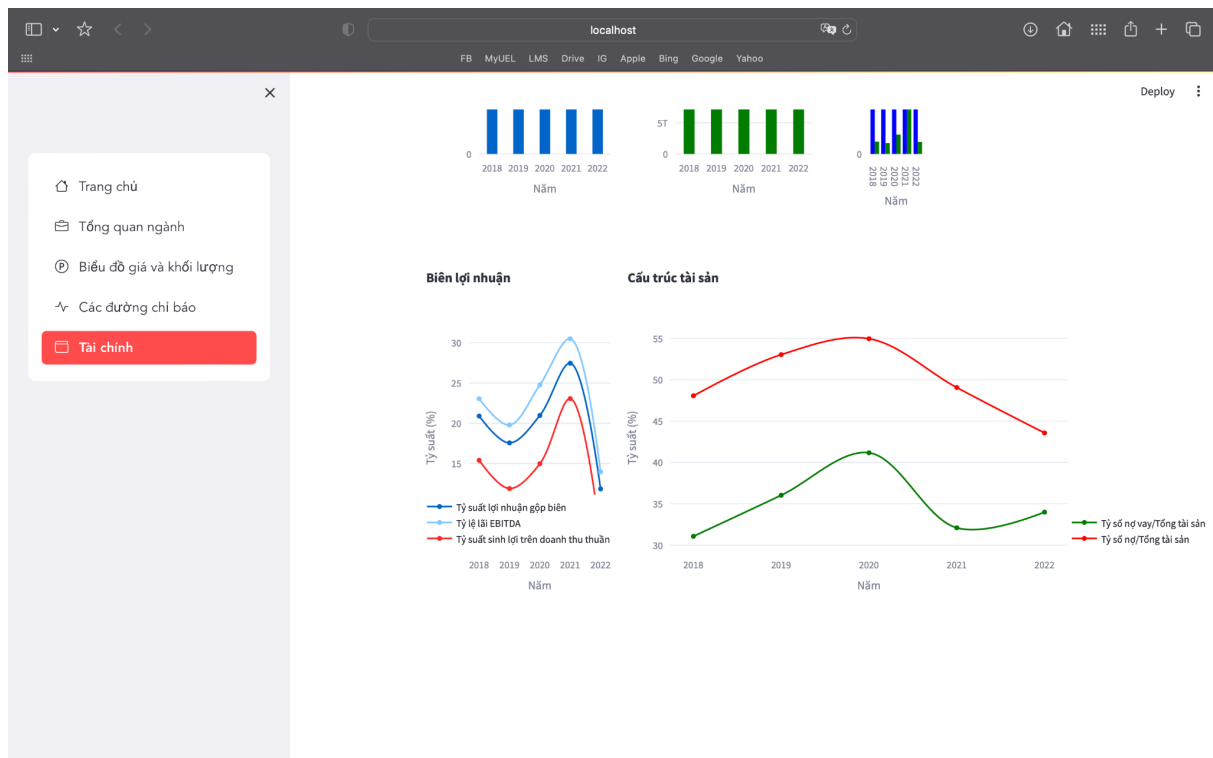 localhost
FB MyUEL LMS Drive IG Apple Bing Google Yahoo
Deploy
Trang chủ
Tổng quan ngành
Biểu đồ giá và khối lượng
Các đường chỉ báo
Tài chính
0
2018 2019 2020 2021 2022
Năm
5T
0
2018 2019 2020 2021 2022
Năm
0
2018 2019 2020 2021 2022
Năm
Biên lợi nhuận
30
25
20
15
Tỷ suất (%)
Tỷ suất lợi nhuận gộp biên
Tỷ lệ lãi EBITDA
Tỷ suất sinh lợi trên doanh thu thuần
2018 2019 2020 2021 2022
Năm
Cấu trúc tài sản
55
50
45
40
35
30
Tỷ suất (%)
2018 2019 2020 2021 2022
Năm
Tỷ số nợ vay/Tổng tài sản
Tỷ số nợ/Tổng tài sản